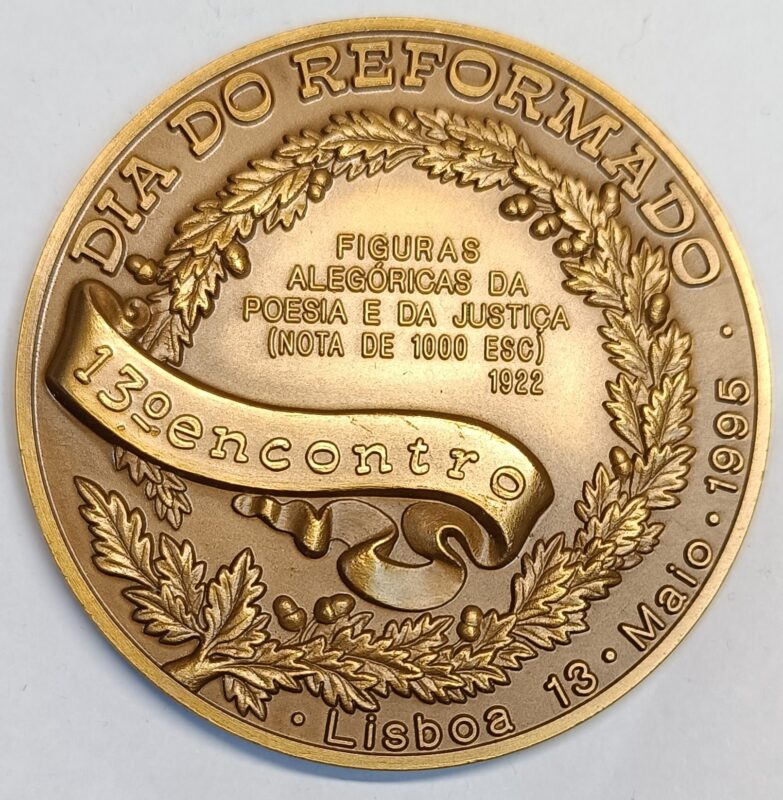 DIA DO REFORMADO
FIGURAS
ALEGÓRICAS DA
POESIA E DA JUSTIÇA
(NOTA DE 1000 ESC)
1922
13º encontro
· Lisboa 13 · Maio · 1995 ·